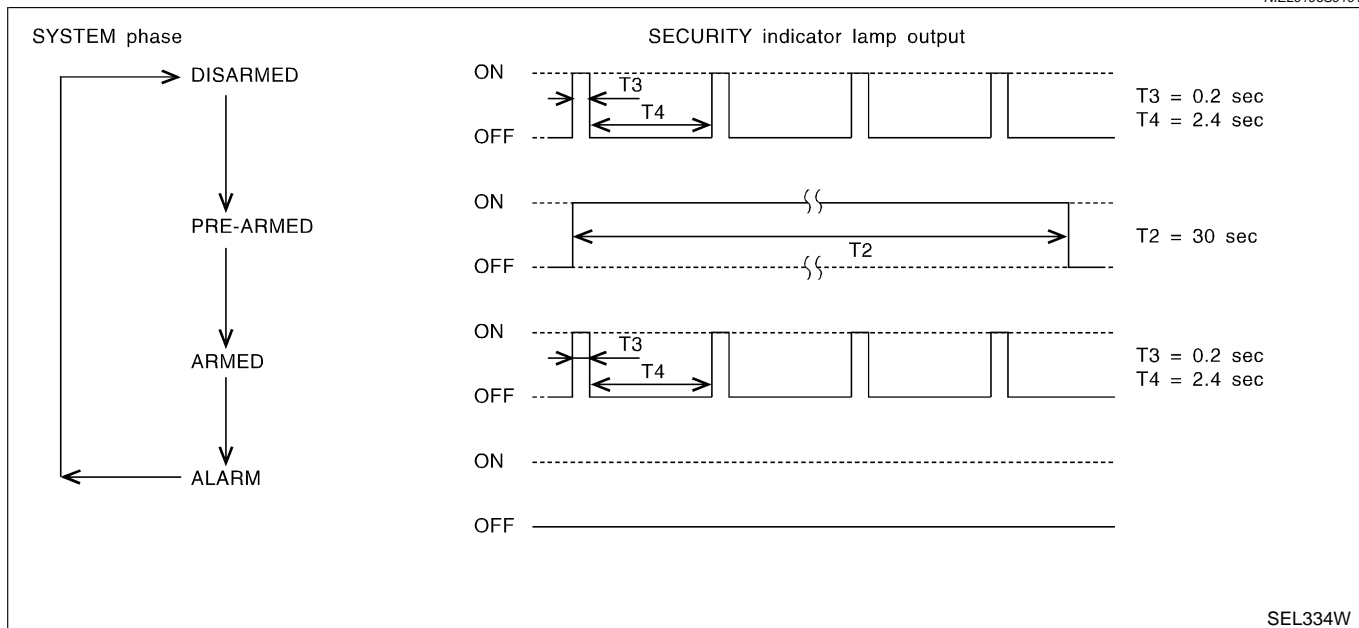 SYSTEM phase
SECURITY indicator lamp output
DISARMED
ON
OFF
T3
T4
T3 = 0.2 sec
T4 = 2.4 sec
PRE-ARMED
ON
OFF
T2
T2 = 30 sec
ARMED
ON
OFF
T3
T4
T3 = 0.2 sec
T4 = 2.4 sec
ALARM
ON
OFF
SEL334W